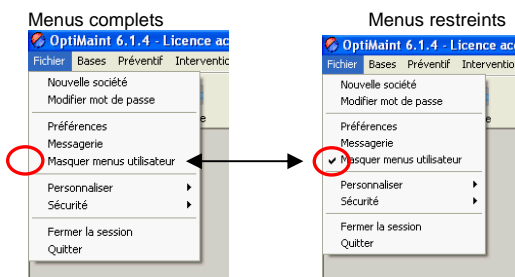 Menus complets
OptiMaint 6.1.4 - Licence ac
Fichier Bases Préventif Interventio
Nouvelle société
Modifier mot de passe
Préférences
Messagerie
Masquer menus utilisateur
Personnaliser
Sécurité
Fermer la session
Quitter
Menus restreints
OptiMaint 6.1.4 - Licence ac
Fichier Bases Préventif Interventio
Nouvelle société
Modifier mot de passe
e
Préférences
Messagerie
Masquer menus utilisateur
Personnaliser
Sécurité
Fermer la session
Quitter